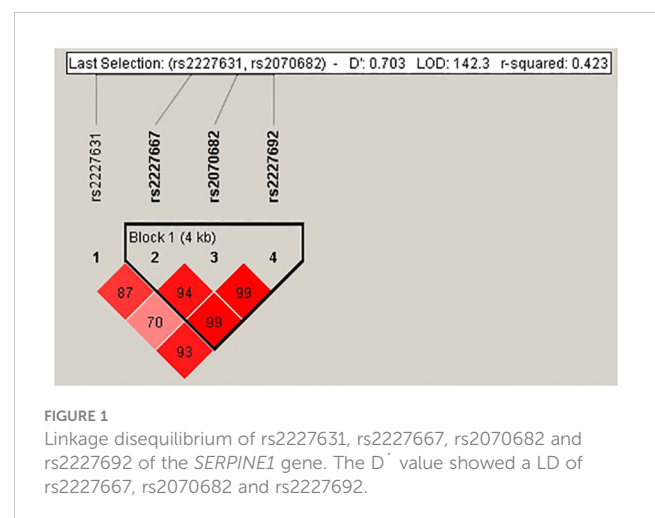 Last Selection: (rs2227631, rs2070682) - D': 0.703 LOD: 142.3 r-squared: 0.423
rs2227631
rs2227667
rs2070682
rs2227692
Block 1 (4 kb)
1 2 3 4
87 94 99
70 99
93
FIGURE 1
Linkage disequilibrium of rs2227631, rs2227667, rs2070682 and
rs2227692 of the SERPINE1 gene. The D´ value showed a LD of
rs2227667, rs2070682 and rs2227692.